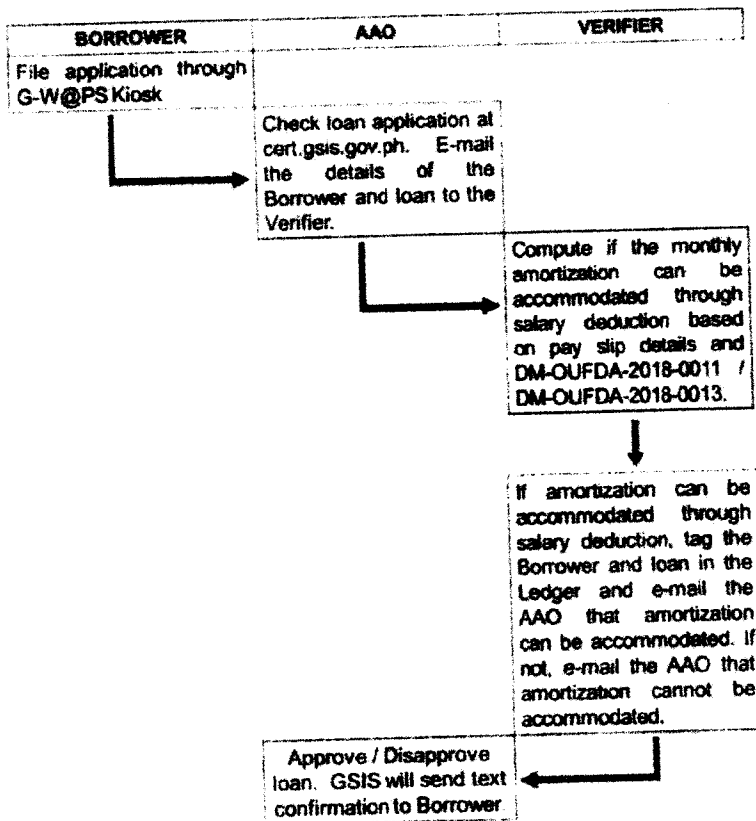 BORROWER AAO VERIFIER
File application through
G-W@PS Kiosk
Check loan application at
cert.gsis.gov.ph. E-mail
the details of the
Borrower and loan to the
Verifier.
Compute if the monthly
amortization can be
accommodated through
salary deduction based
on pay slip details and
DM-OUFDA-2018-0011 /
DM-OUFDA-2018-0013.
If amortization can be
accommodated through
salary deduction, tag the
Borrower and loan in the
Ledger and e-mail the
AAO that amortization
can be accommodated. If
not, e-mail the AAO that
amortization cannot be
accommodated.
Approve / Disapprove
loan. GSIS will send text
confirmation to Borrower